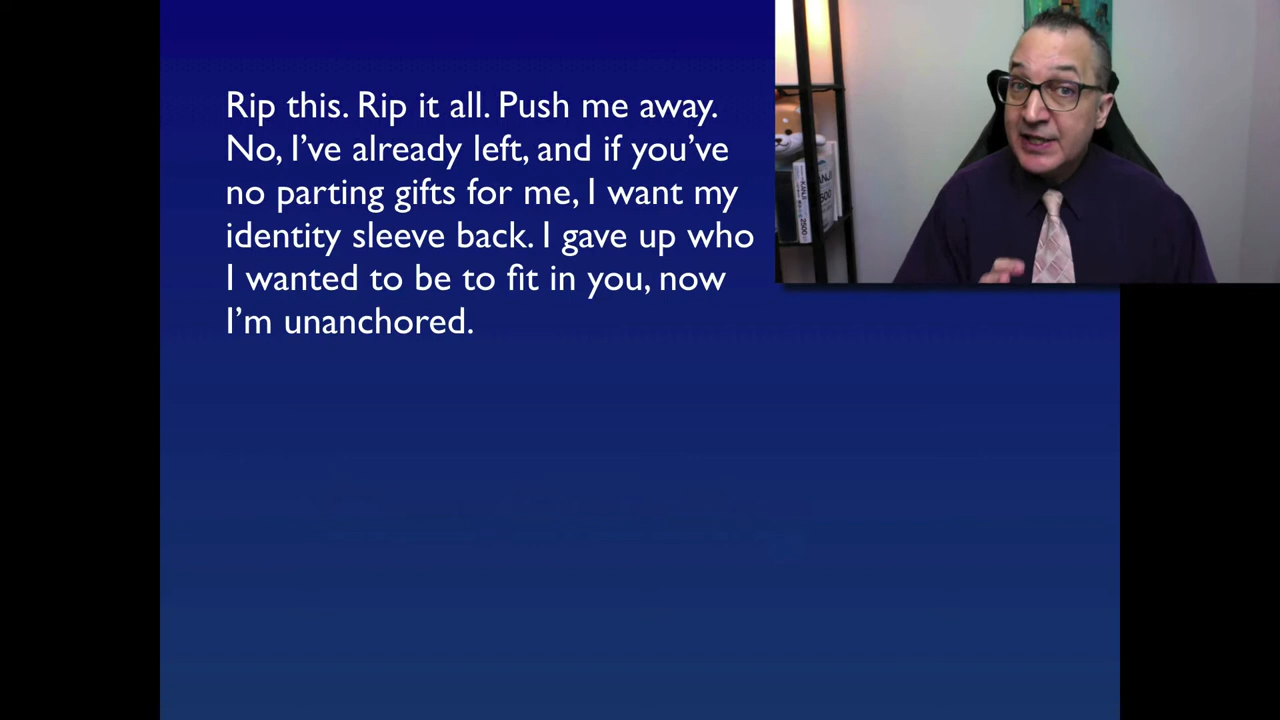 Rip this. Rip it all. Push me away.
No, I've already left, and if you've
no parting gifts for me, I want my
identity sleeve back. I gave up who
I wanted to be to fit in you, now
I'm unanchored.
KANJI
2500